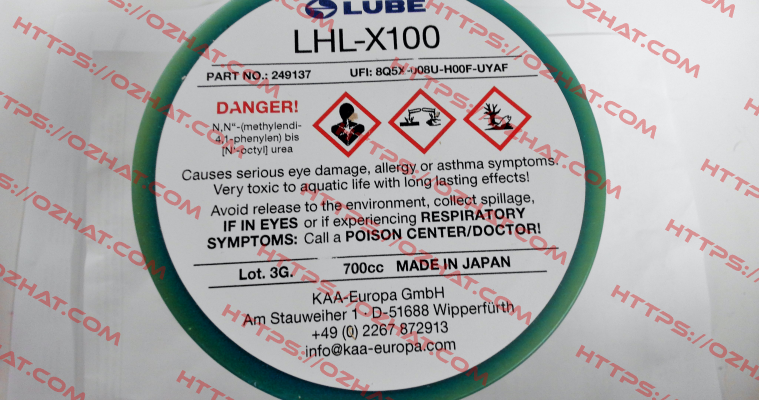 LUBE
LHL-X100
PART NO.: 249137 UFI: 8Q5X-008U-H00F-UYAF
DANGER!
N,N"-(methylendi-
4,1-phenylen) bis
[N'-octyl] urea
Causes serious eye damage, allergy or asthma symptoms.
Very toxic to aquatic life with long lasting effects!
Avoid release to the environment, collect spillage,
IF IN EYES or if experiencing RESPIRATORY
SYMPTOMS: Call a POISON CENTER/DOCTOR!
Lot. 3G. 700cc MADE IN JAPAN
KAA-Europa GmbH
Am Stauweiher 1 · D-51688 Wipperfürth
+49 (0) 2267 872913
info@kaa-europa.com
HTTPS://OZHAT.COM